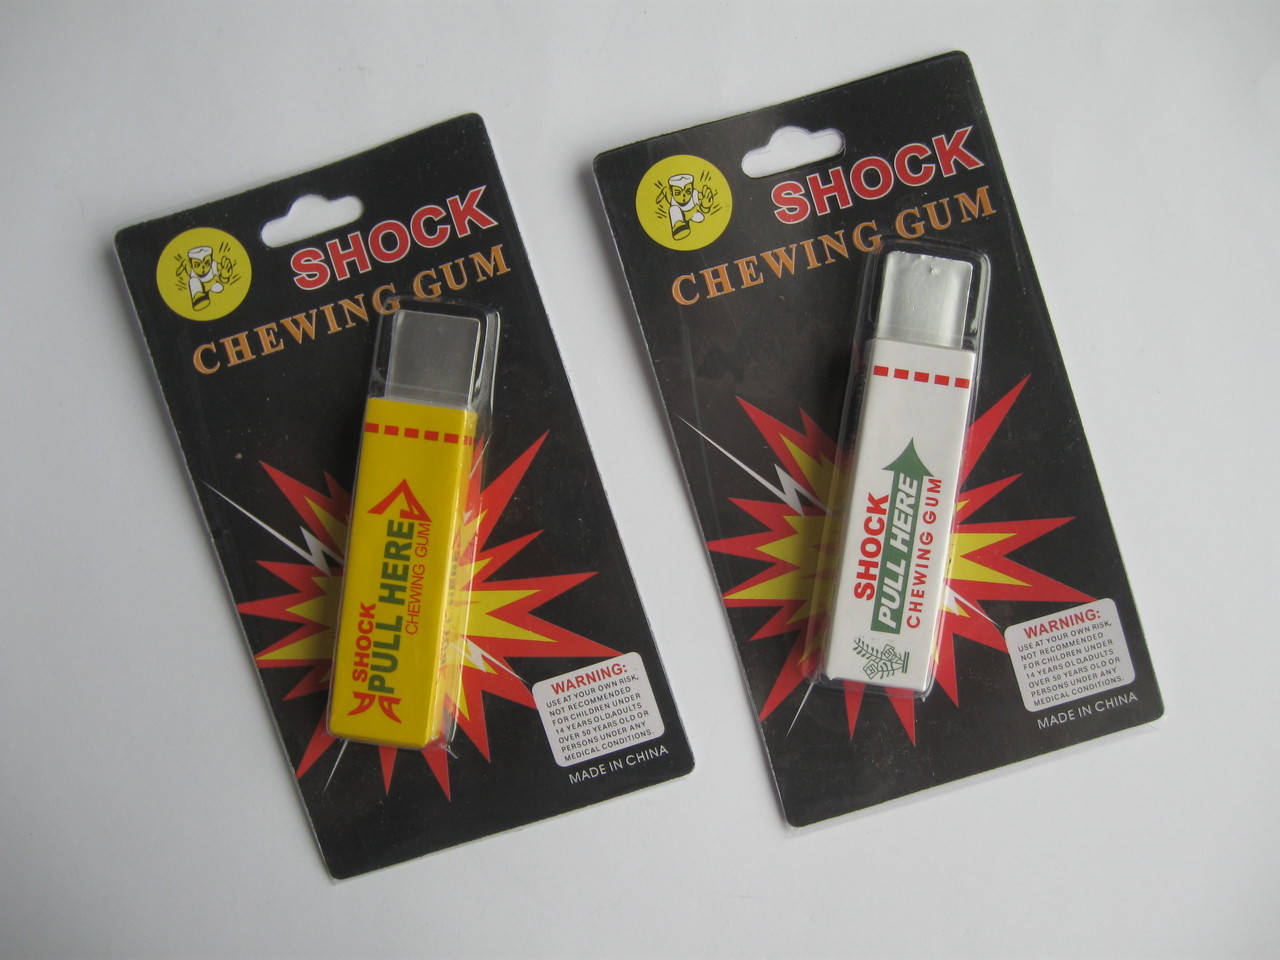 SHOCK
CHEWING GUM
SHOCK
PULL HERE
CHEWING GUM
WARNING:
USE AT YOUR OWN RISK,
NOT RECOMMENDED
FOR CHILDREN UNDER
14 YEARS OLD.ADULTS
OVER 50 YEARS OLD OR
PERSONS UNDER ANY
MEDICAL CONDITIONS.
MADE IN CHINA
SHOCK
CHEWING GUM
SHOCK
PULL HERE
CHEWING GUM
WARNING:
USE AT YOUR OWN RISK,
NOT RECOMMENDED
FOR CHILDREN UNDER
14 YEARS OLD.ADULTS
OVER 50 YEARS OLD OR
PERSONS UNDER ANY
MEDICAL CONDITIONS.
MADE IN CHINA